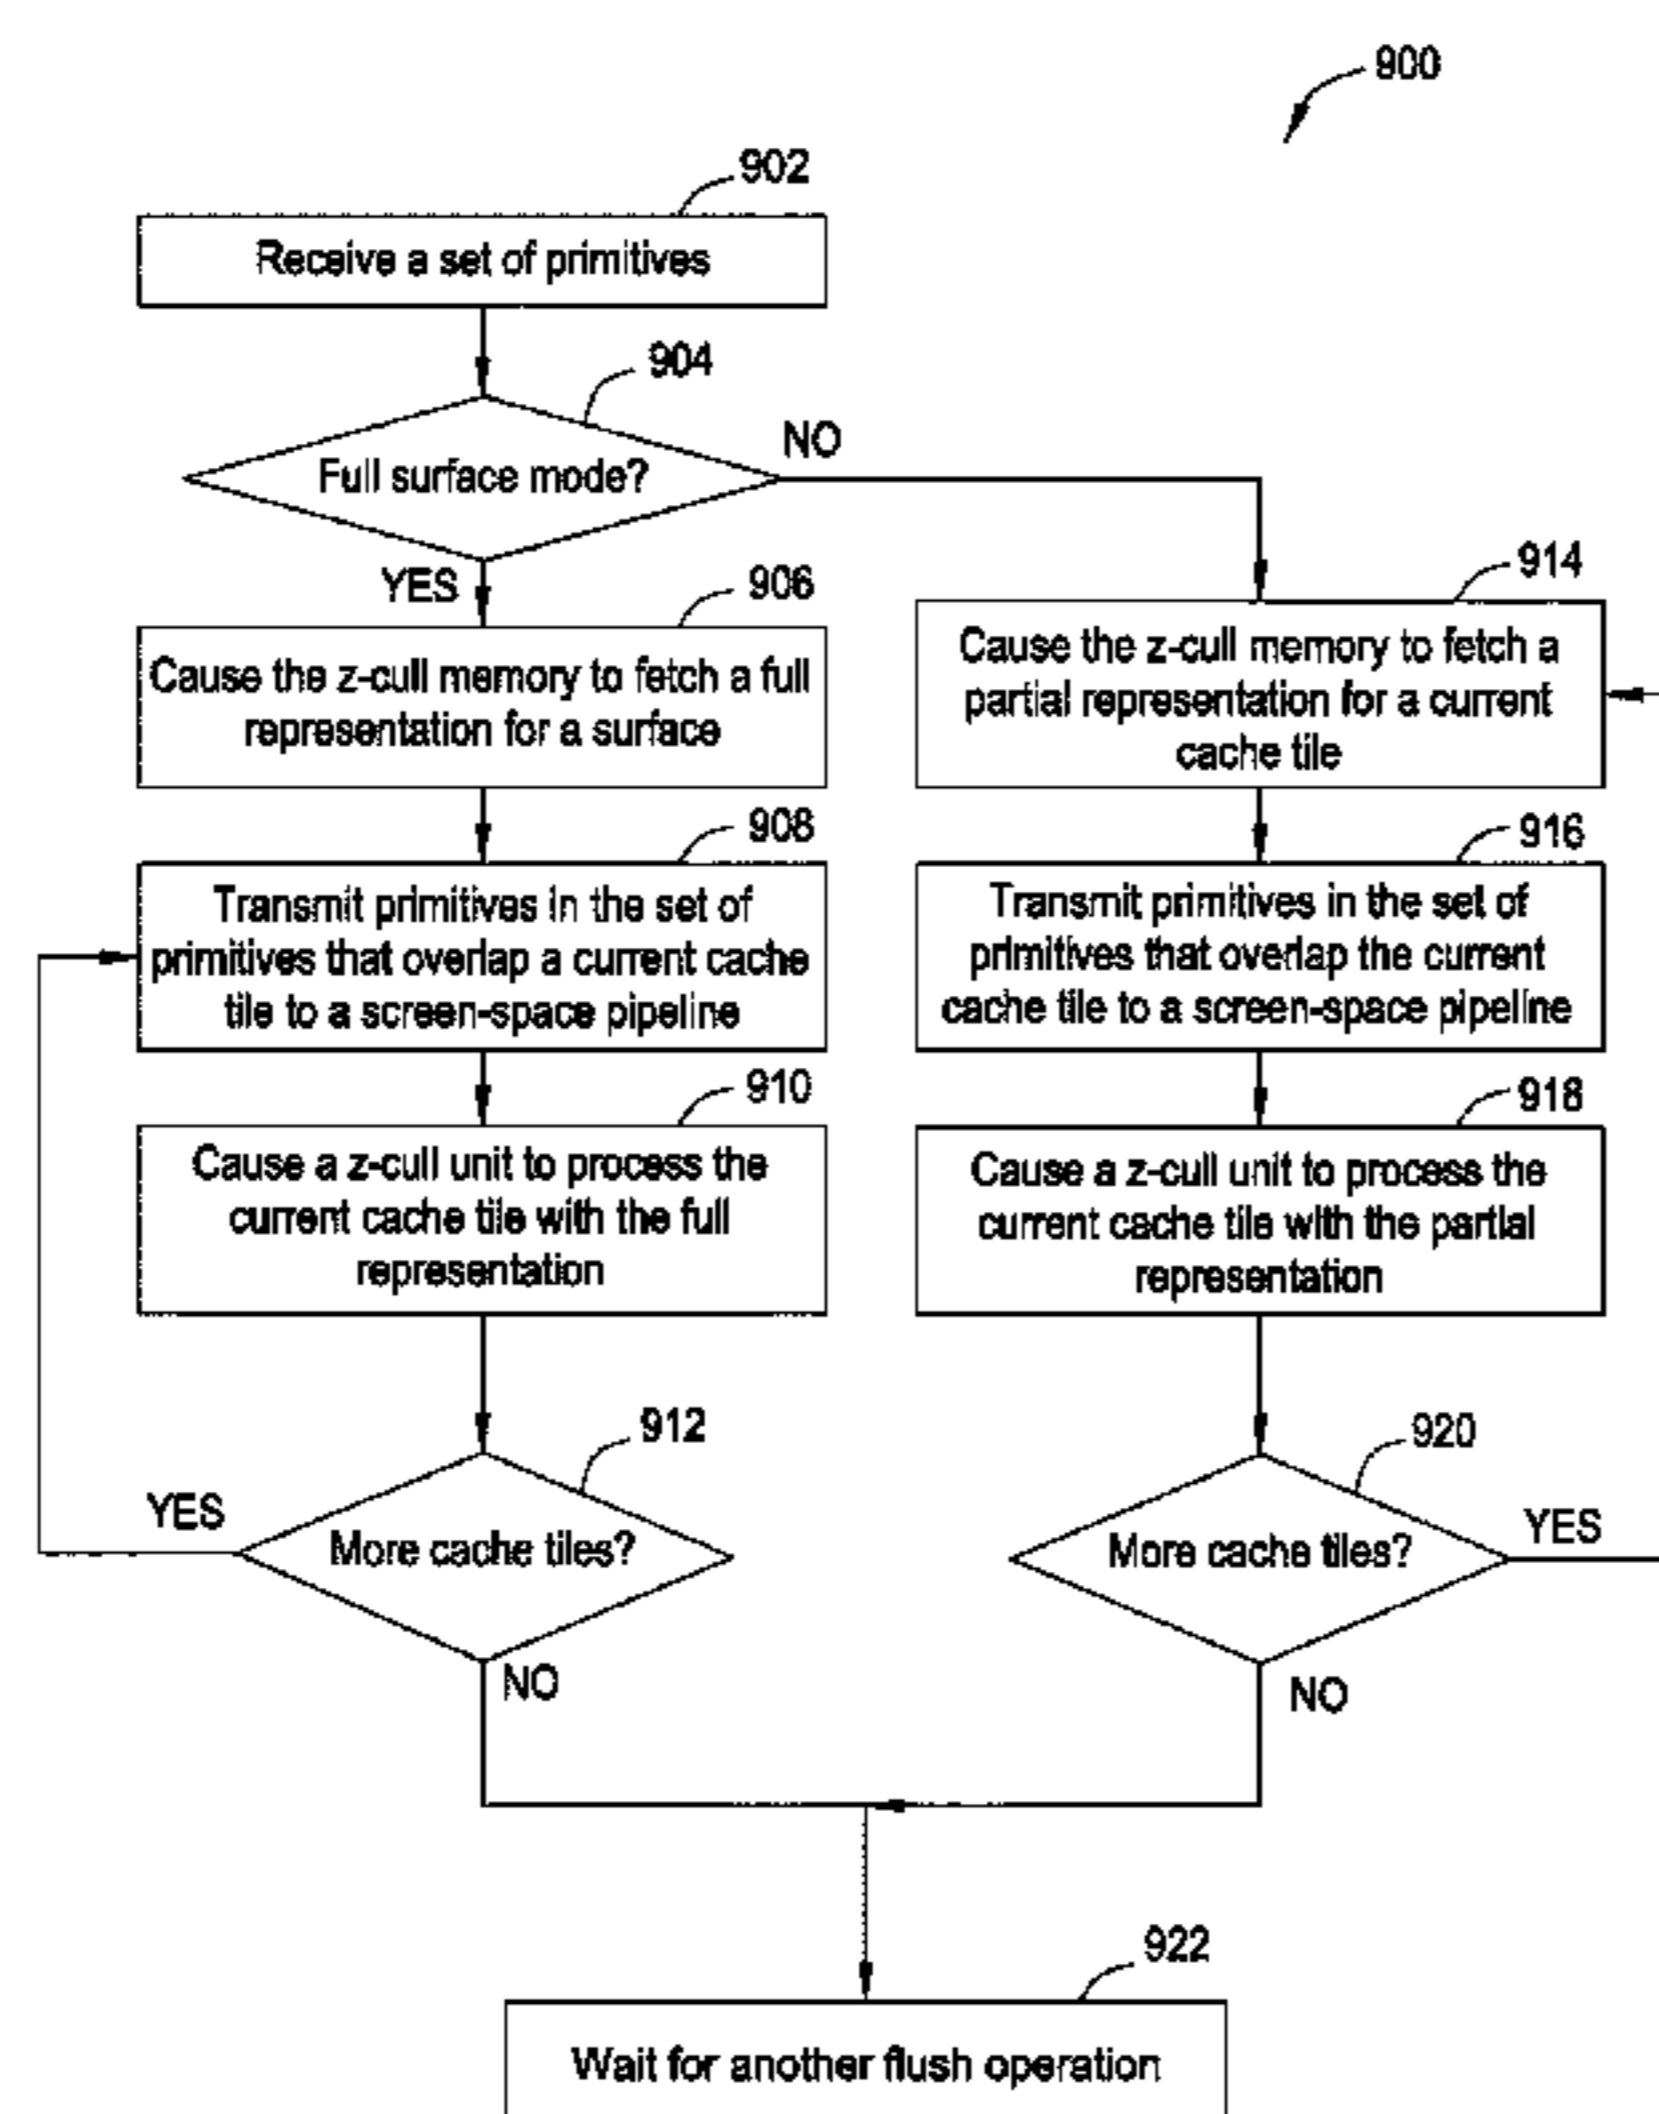 900
902
Receive a set of primitives
904
Full surface mode?
NO
YES
906
Cause the z-cull memory to fetch a full
representation for a surface
908
Transmit primitives in the set of
primitives that overlap a current cache
tile to a screen-space pipeline
910
Cause a z-cull unit to process the
current cache tile with the full
representation
912
More cache tiles?
YES
NO
914
Cause the z-cull memory to fetch a
partial representation for a current
cache tile
916
Transmit primitives in the set of
primitives that overlap the current
cache tile to a screen-space pipeline
918
Cause a z-cull unit to process the
current cache tile with the partial
representation
920
More cache tiles?
YES
NO
922
Wait for another flush operation